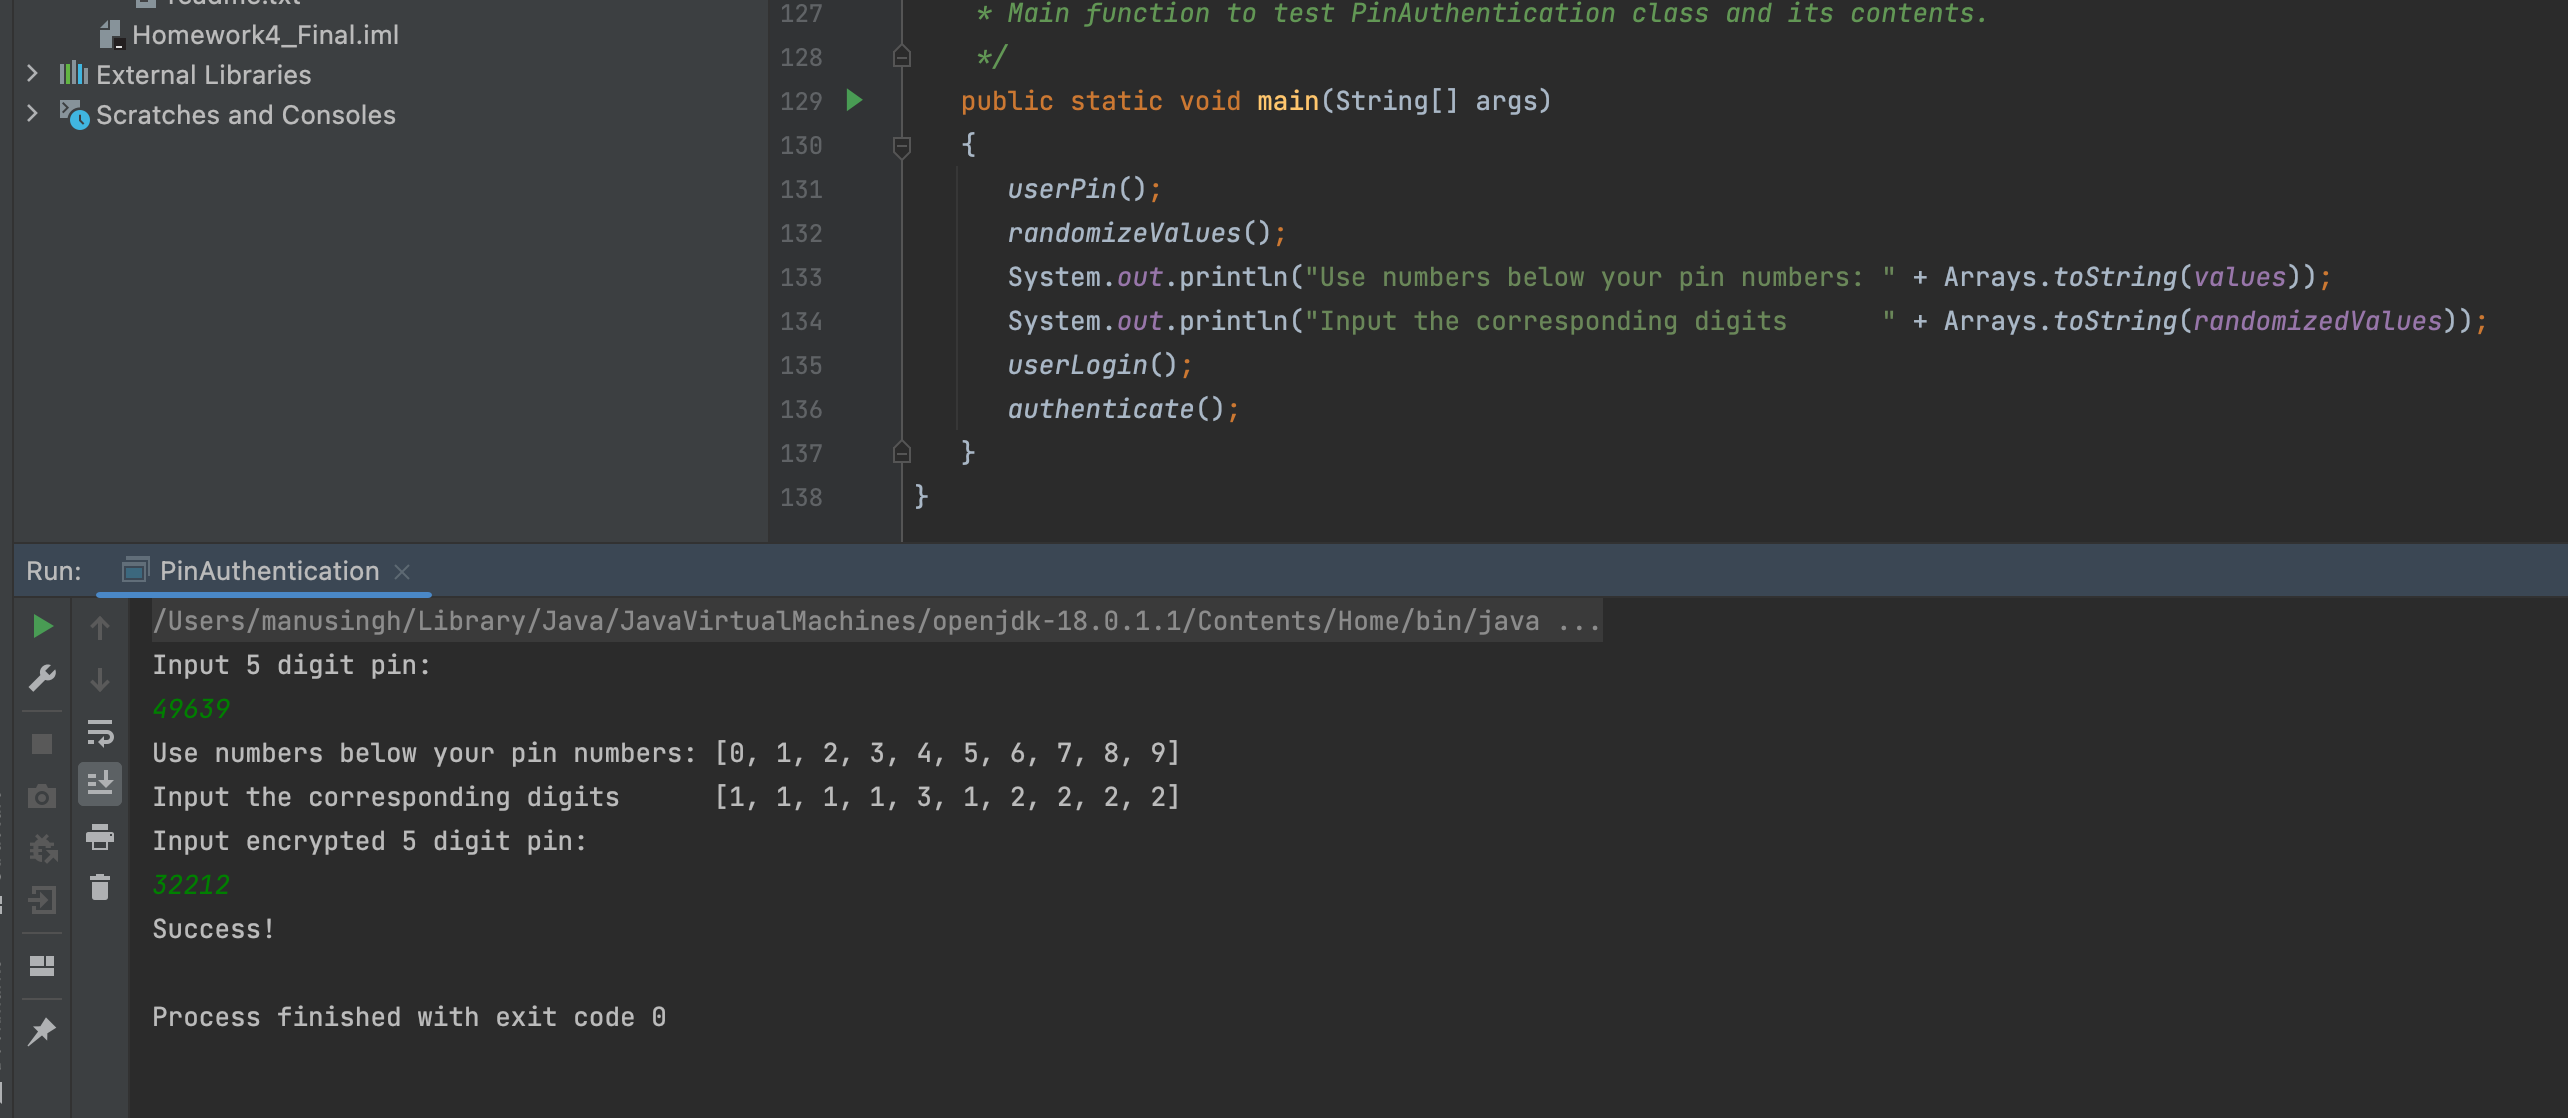 readme.txt
Homework4_Final.iml
External Libraries
Scratches and Consoles
127 * Main function to test PinAuthentication class and its contents.
128 */
129 public static void main(String[] args)
130 {
131 userPin();
132 randomizeValues();
133 System.out.println("Use numbers below your pin numbers: " + Arrays.toString(values));
134 System.out.println("Input the corresponding digits      " + Arrays.toString(randomizedValues));
135 userLogin();
136 authenticate();
137 }
138 }
Run: PinAuthentication
/Users/manusingh/Library/Java/JavaVirtualMachines/openjdk-18.0.1.1/Contents/Home/bin/java ...
Input 5 digit pin:
49639
Use numbers below your pin numbers: [0, 1, 2, 3, 4, 5, 6, 7, 8, 9]
Input the corresponding digits      [1, 1, 1, 1, 3, 1, 2, 2, 2, 2]
Input encrypted 5 digit pin:
32212
Success!
Process finished with exit code 0